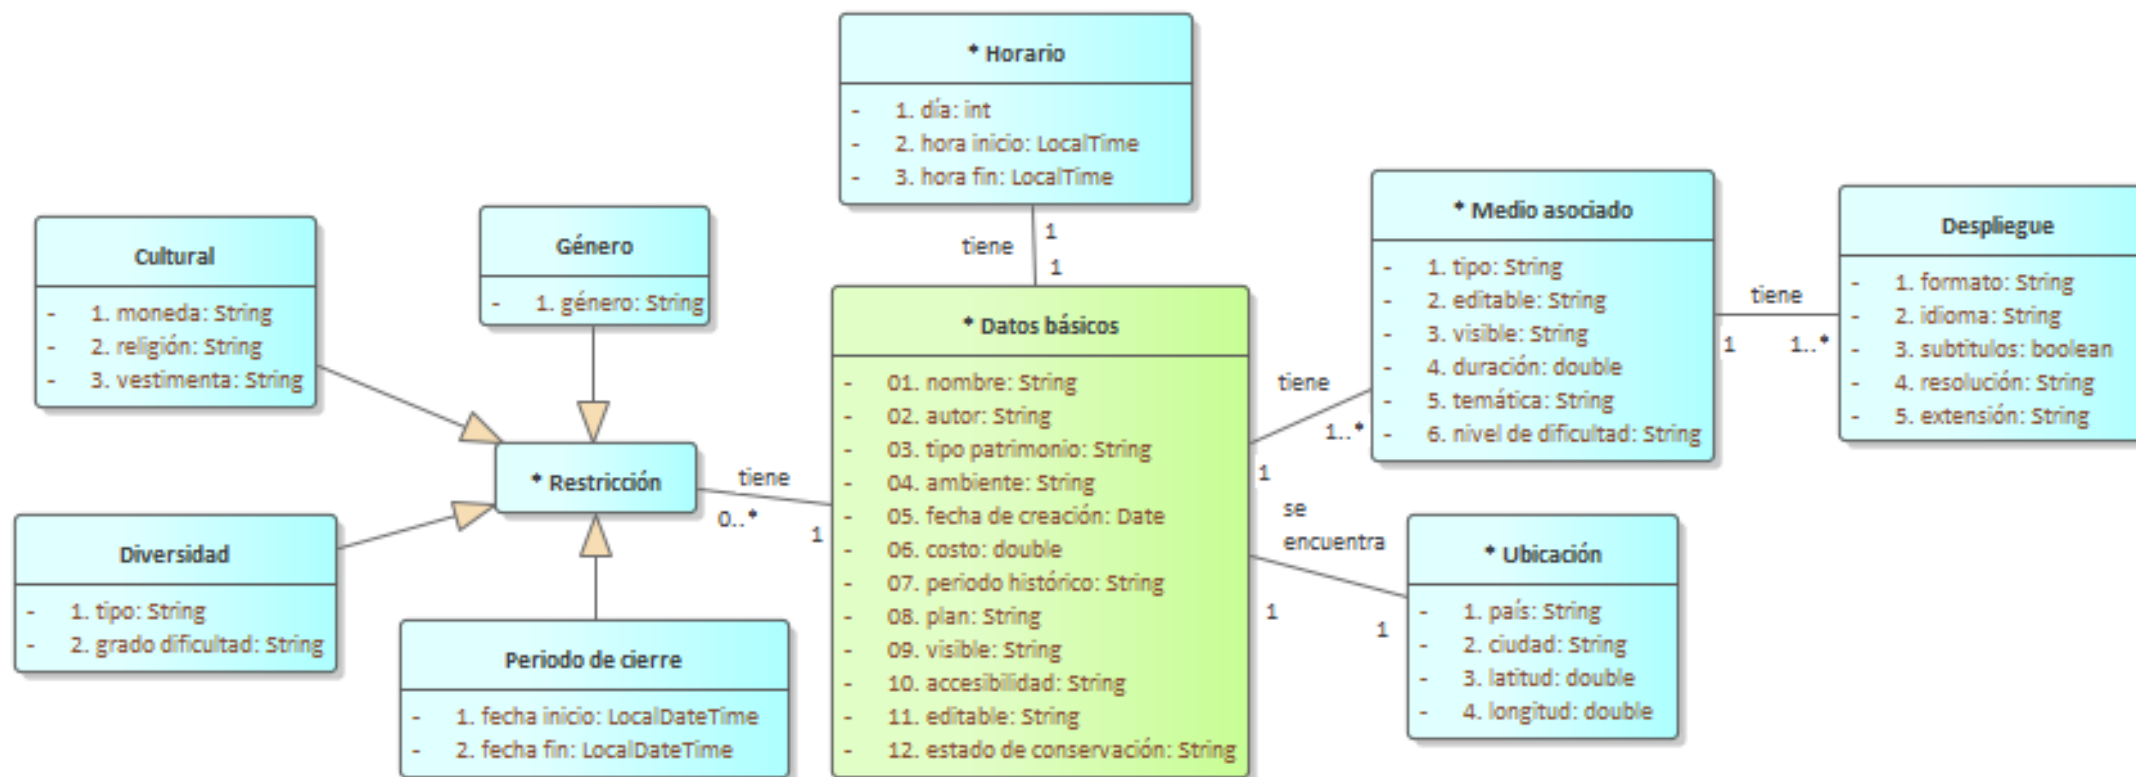 * Horario
- 1. día: int
- 2. hora inicio: LocalTime
- 3. hora fin: LocalTime
tiene
1
1
Cultural
- 1. moneda: String
- 2. religión: String
- 3. vestimenta: String
Género
- 1. género: String
* Restricción
tiene
0..*
1
Diversidad
- 1. tipo: String
- 2. grado dificultad: String
Periodo de cierre
- 1. fecha inicio: LocalDateTime
- 2. fecha fin: LocalDateTime
* Datos básicos
- 01. nombre: String
- 02. autor: String
- 03. tipo patrimonio: String
- 04. ambiente: String
- 05. fecha de creación: Date
- 06. costo: double
- 07. periodo histórico: String
- 08. plan: String
- 09. visible: String
- 10. accesibilidad: String
- 11. editable: String
- 12. estado de conservación: String
tiene
1..*
1
* Medio asociado
- 1. tipo: String
- 2. editable: String
- 3. visible: String
- 4. duración: double
- 5. temática: String
- 6. nivel de dificultad: String
tiene
1
1..*
Despliegue
- 1. formato: String
- 2. idioma: String
- 3. subtitulos: boolean
- 4. resolución: String
- 5. extensión: String
se
encuentra
1
1
* Ubicación
- 1. país: String
- 2. ciudad: String
- 3. latitud: double
- 4. longitud: double